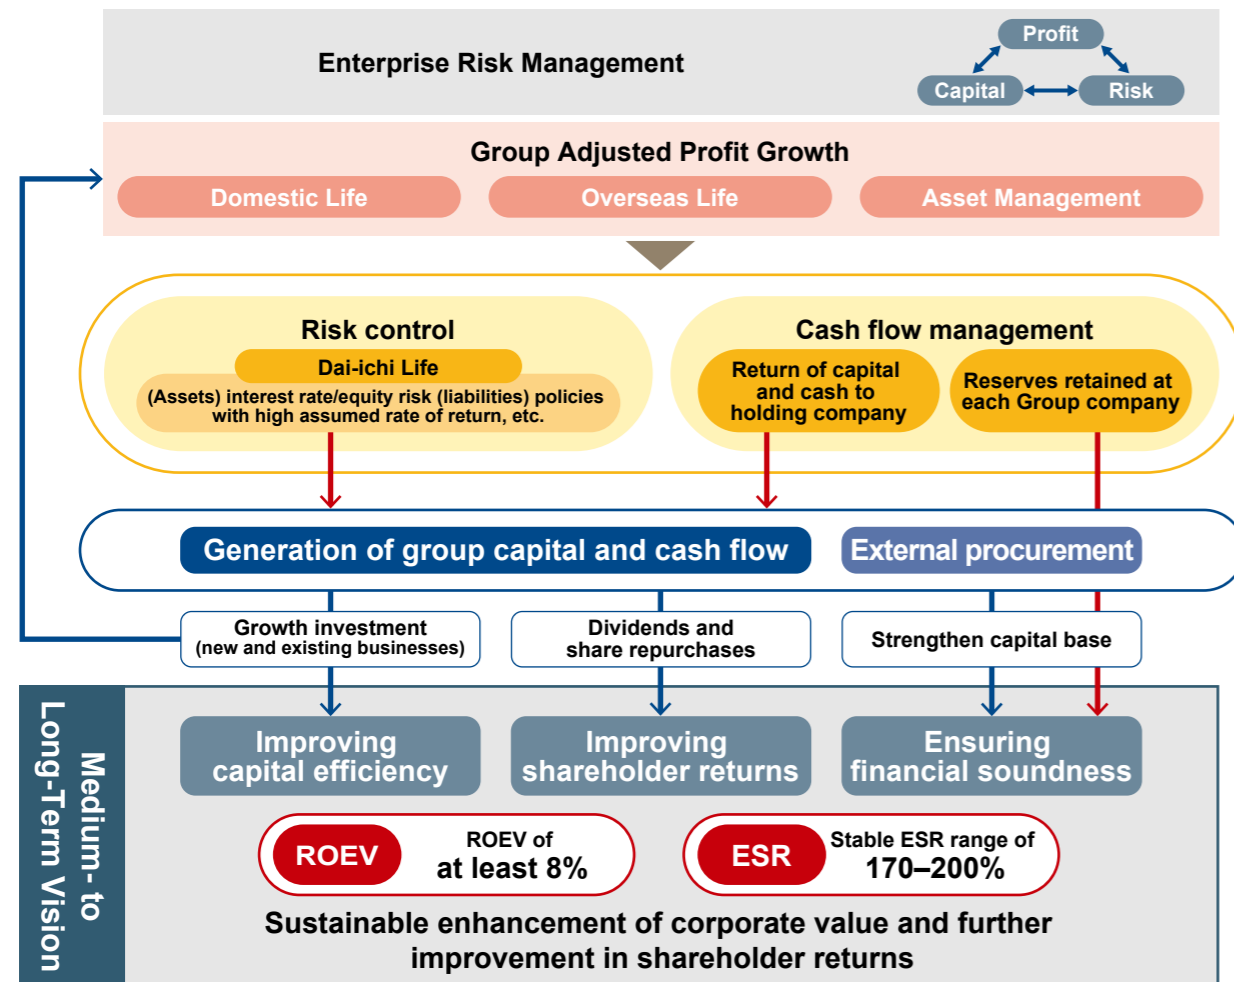 Enterprise Risk Management
Profit
Capital
Risk
Group Adjusted Profit Growth
Domestic Life
Overseas Life
Asset Management
Risk control
Dai-ichi Life
(Assets) interest rate/equity risk (liabilities) policies
with high assumed rate of return, etc.
Cash flow management
Return of capital
and cash to
holding company
Reserves retained at
each Group company
Generation of group capital and cash flow
External procurement
Growth investment
(new and existing businesses)
Dividends and
share repurchases
Strengthen capital base
Medium- to
Long-Term Vision
Improving
capital efficiency
Improving
shareholder returns
Ensuring
financial soundness
ROEV
ROEV of
at least 8%
ESR
Stable ESR range of
170–200%
Sustainable enhancement of corporate value and further
improvement in shareholder returns